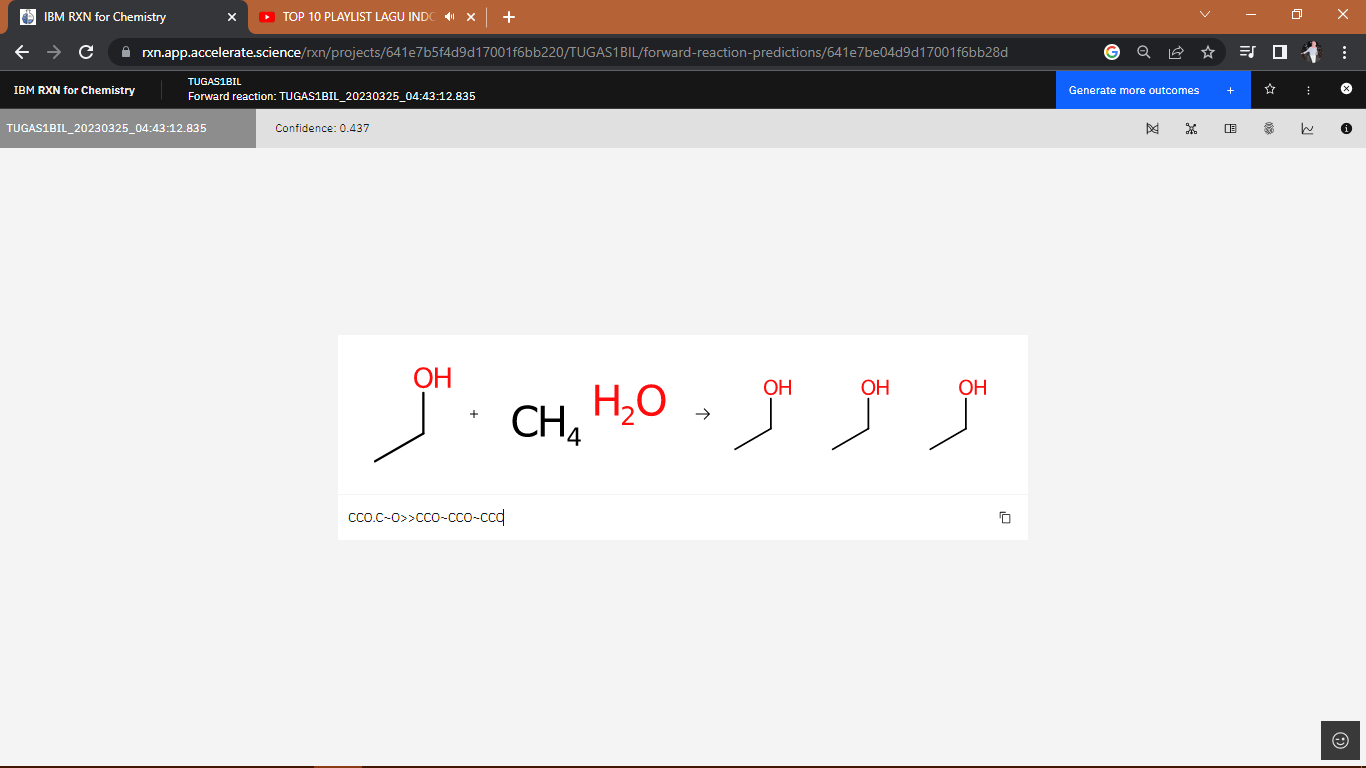 IBM RXN for Chemistry
TOP 10 PLAYLIST LAGU INDO
rxn.app.accelerate.science/rxn/projects/641e7b5f4d9d17001f6bb220/TUGAS1BIL/forward-reaction-predictions/641e7be04d9d17001f6bb28d
IBM RXN for Chemistry
TUGAS1BIL
Forward reaction: TUGAS1BIL_20230325_04:43:12.835
Generate more outcomes +
TUGAS1BIL_20230325_04:43:12.835
Confidence: 0.437
OH
+
CH4
H2O
→
OH
OH
OH
CCO.C~O>>CCO~CCO~CCO